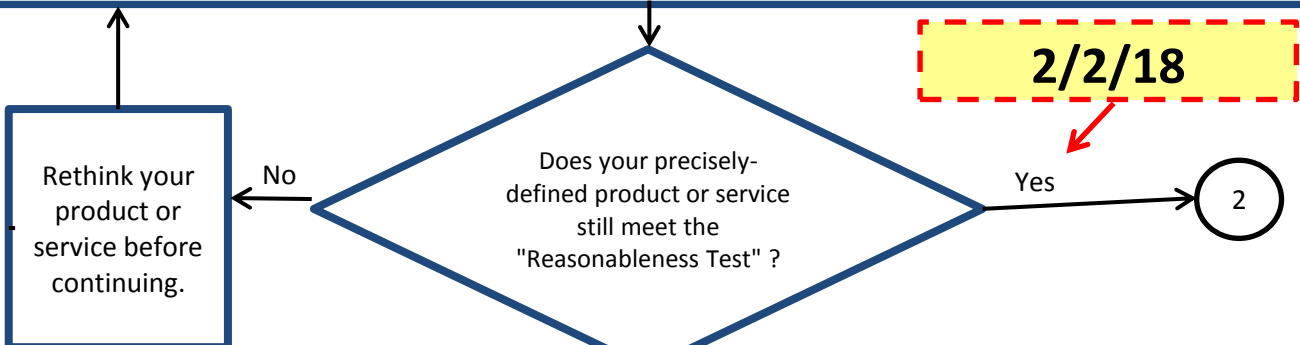 2/2/18
Does your precisely-
defined product or service
still meet the
"Reasonableness Test" ?
No
Yes
2
Rethink your
product or
service before
continuing.